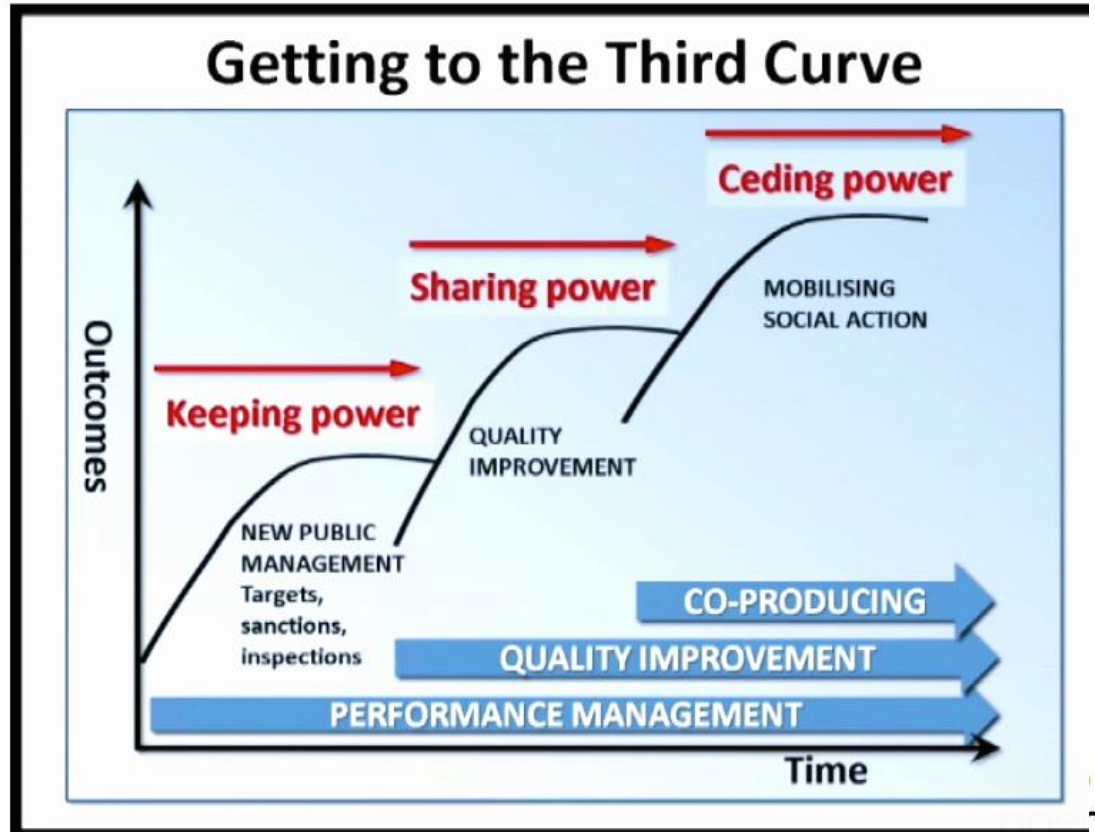 Getting to the Third Curve
Ceding power
Sharing power
MOBILISING
SOCIAL ACTION
Outcomes
Keeping power
QUALITY
IMPROVEMENT
NEW PUBLIC
MANAGEMENT
Targets,
sanctions,
inspections
CO-PRODUCING
QUALITY IMPROVEMENT
PERFORMANCE MANAGEMENT
Time